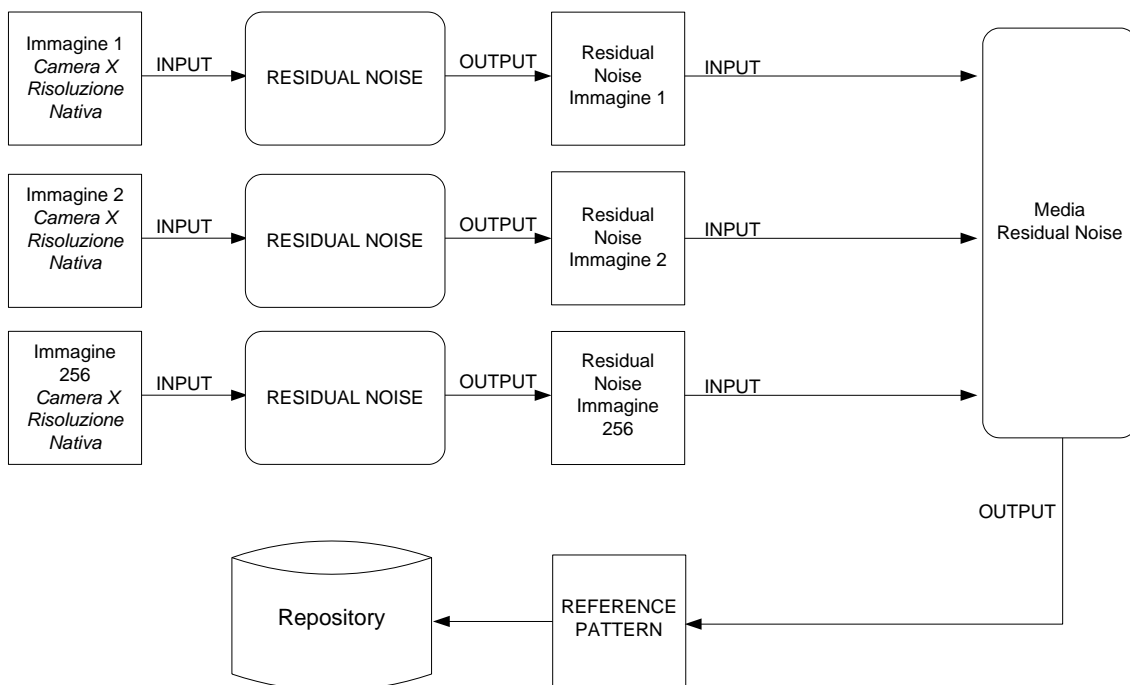 Immagine 1
Camera X
Risoluzione
Nativa
INPUT
RESIDUAL NOISE
OUTPUT
Residual
Noise
Immagine 1
INPUT
Immagine 2
Camera X
Risoluzione
Nativa
INPUT
RESIDUAL NOISE
OUTPUT
Residual
Noise
Immagine 2
INPUT
Media
Residual Noise
Immagine
256
Camera X
Risoluzione
Nativa
INPUT
RESIDUAL NOISE
OUTPUT
Residual
Noise
Immagine
256
INPUT
OUTPUT
Repository
REFERENCE
PATTERN